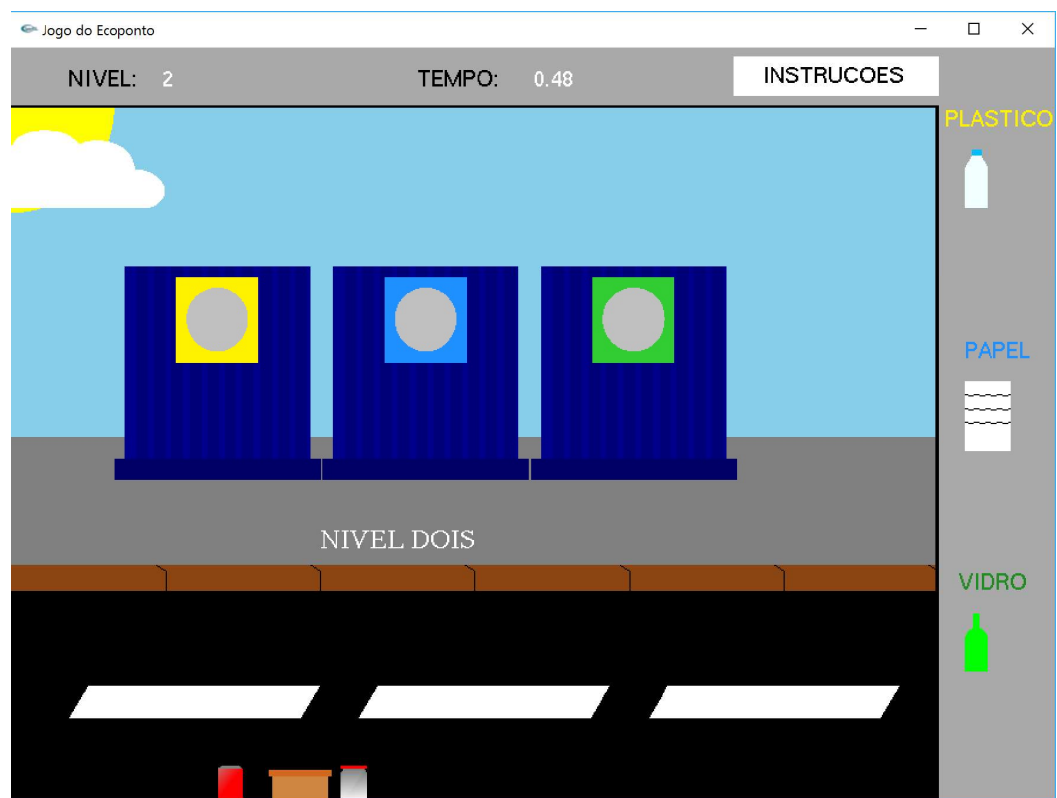 Jogo do Ecoponto
NIVEL: 2 TEMPO: 0.48 INSTRUCOES
PLASTICO
PAPEL
NIVEL DOIS
VIDRO